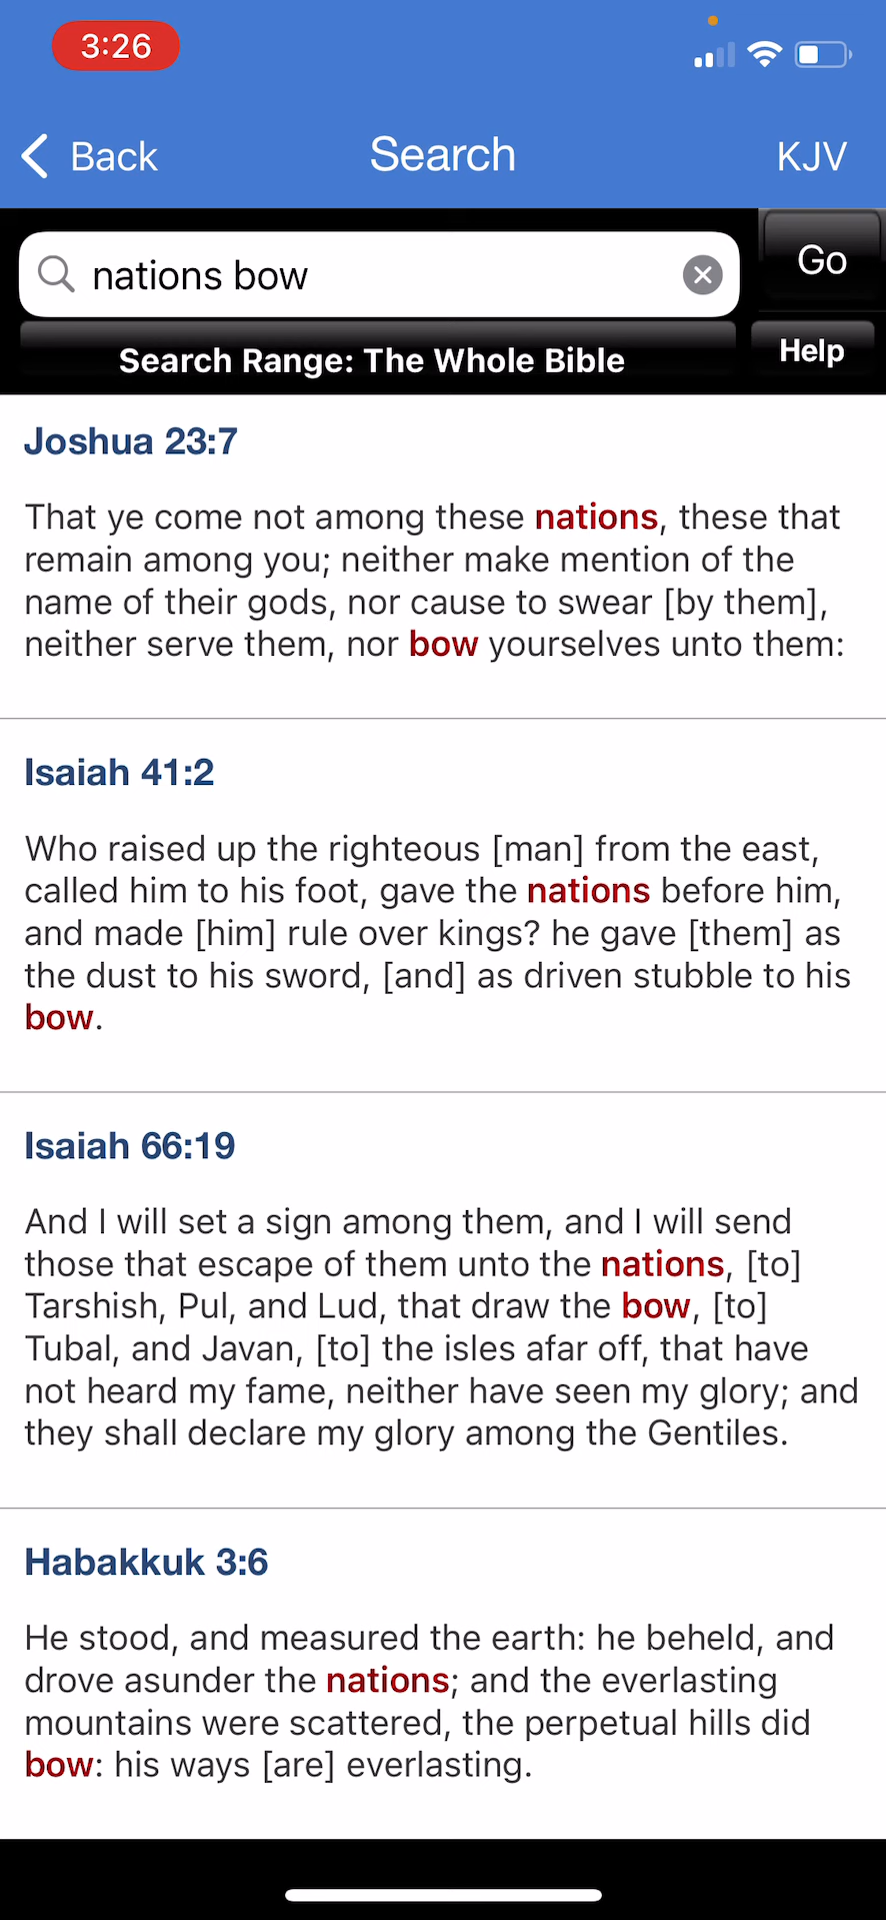 3:26
Back Search KJV
nations bow Go
Search Range: The Whole Bible Help
Joshua 23:7
That ye come not among these nations, these that
remain among you; neither make mention of the
name of their gods, nor cause to swear [by them],
neither serve them, nor bow yourselves unto them:
Isaiah 41:2
Who raised up the righteous [man] from the east,
called him to his foot, gave the nations before him,
and made [him] rule over kings? he gave [them] as
the dust to his sword, [and] as driven stubble to his
bow.
Isaiah 66:19
And I will set a sign among them, and I will send
those that escape of them unto the nations, [to]
Tarshish, Pul, and Lud, that draw the bow, [to]
Tubal, and Javan, [to] the isles afar off, that have
not heard my fame, neither have seen my glory; and
they shall declare my glory among the Gentiles.
Habakkuk 3:6
He stood, and measured the earth: he beheld, and
drove asunder the nations; and the everlasting
mountains were scattered, the perpetual hills did
bow: his ways [are] everlasting.